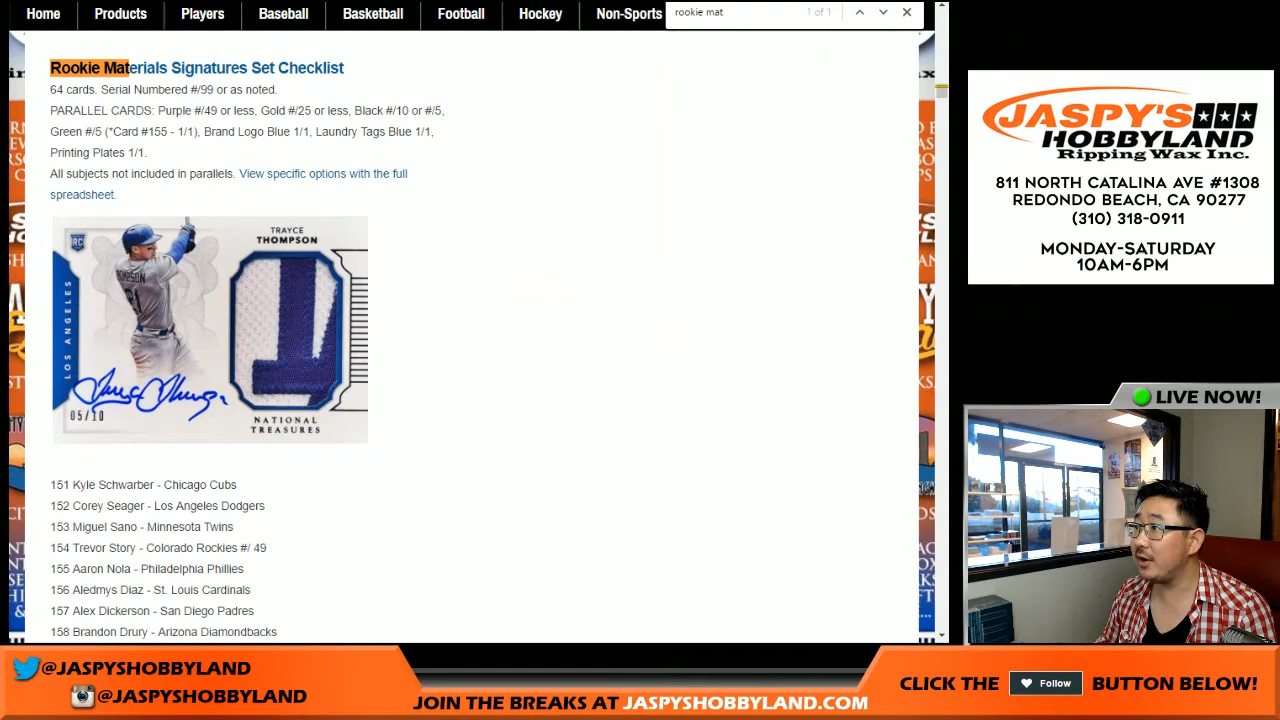 Home Products Players Baseball Basketball Football Hockey Non-Sports
rookie mat 1 of 1
Rookie Materials Signatures Set Checklist
64 cards. Serial Numbered #/99 or as noted.
PARALLEL CARDS: Purple #/49 or less, Gold #/25 or less, Black #/10 or #/5,
Green #/5 (*Card #155 - 1/1), Brand Logo Blue 1/1, Laundry Tags Blue 1/1,
Printing Plates 1/1.
All subjects not included in parallels. View specific options with the full
spreadsheet.
RC
TRAYCE
THOMPSON
THOMPSON
21
LOS ANGELES
05/10
NATIONAL
TREASURES
151 Kyle Schwarber - Chicago Cubs
152 Corey Seager - Los Angeles Dodgers
153 Miguel Sano - Minnesota Twins
154 Trevor Story - Colorado Rockies #/ 49
155 Aaron Nola - Philadelphia Phillies
156 Aledmys Diaz - St. Louis Cardinals
157 Alex Dickerson - San Diego Padres
158 Brandon Drury - Arizona Diamondbacks
JASPY'S
HOBBYLAND
Ripping Wax Inc.
811 NORTH CATALINA AVE #1308
REDONDO BEACH, CA 90277
(310) 318-0911
MONDAY-SATURDAY
10AM-6PM
LIVE NOW!
@JASPYSHOBBYLAND
@JASPYSHOBBYLAND
JOIN THE BREAKS AT JASPYSHOBBYLAND.COM
CLICK THE Follow BUTTON BELOW!